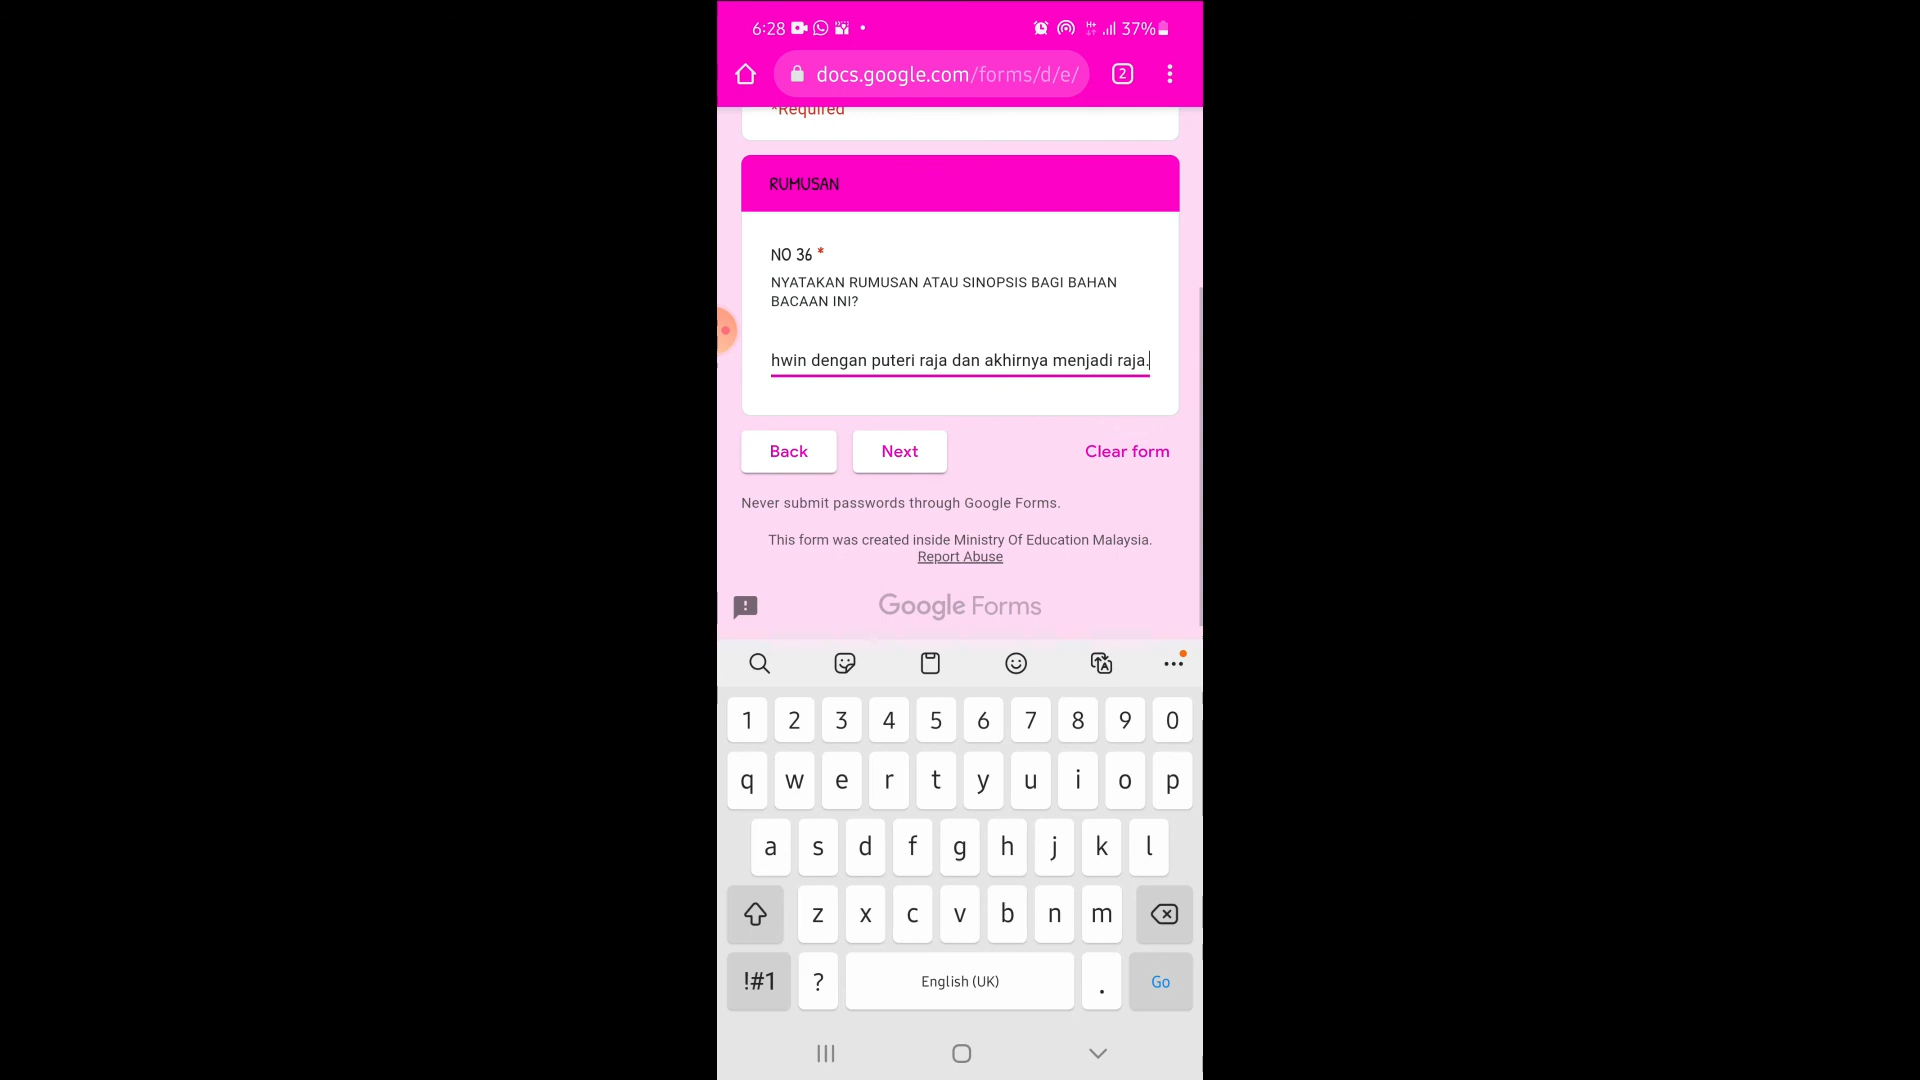 6:28
37%
docs.google.com/forms/d/e/
2
*Required
RUMUSAN
NO 36 *
NYATAKAN RUMUSAN ATAU SINOPSIS BAGI BAHAN
BACAAN INI?
hwin dengan puteri raja dan akhirnya menjadi raja.
Back
Next
Clear form
Never submit passwords through Google Forms.
This form was created inside Ministry Of Education Malaysia.
Report Abuse
Google Forms
1 2 3 4 5 6 7 8 9 0
q w e r t y u i o p
a s d f g h j k l
z x c v b n m
!#1 ? English (UK) . Go